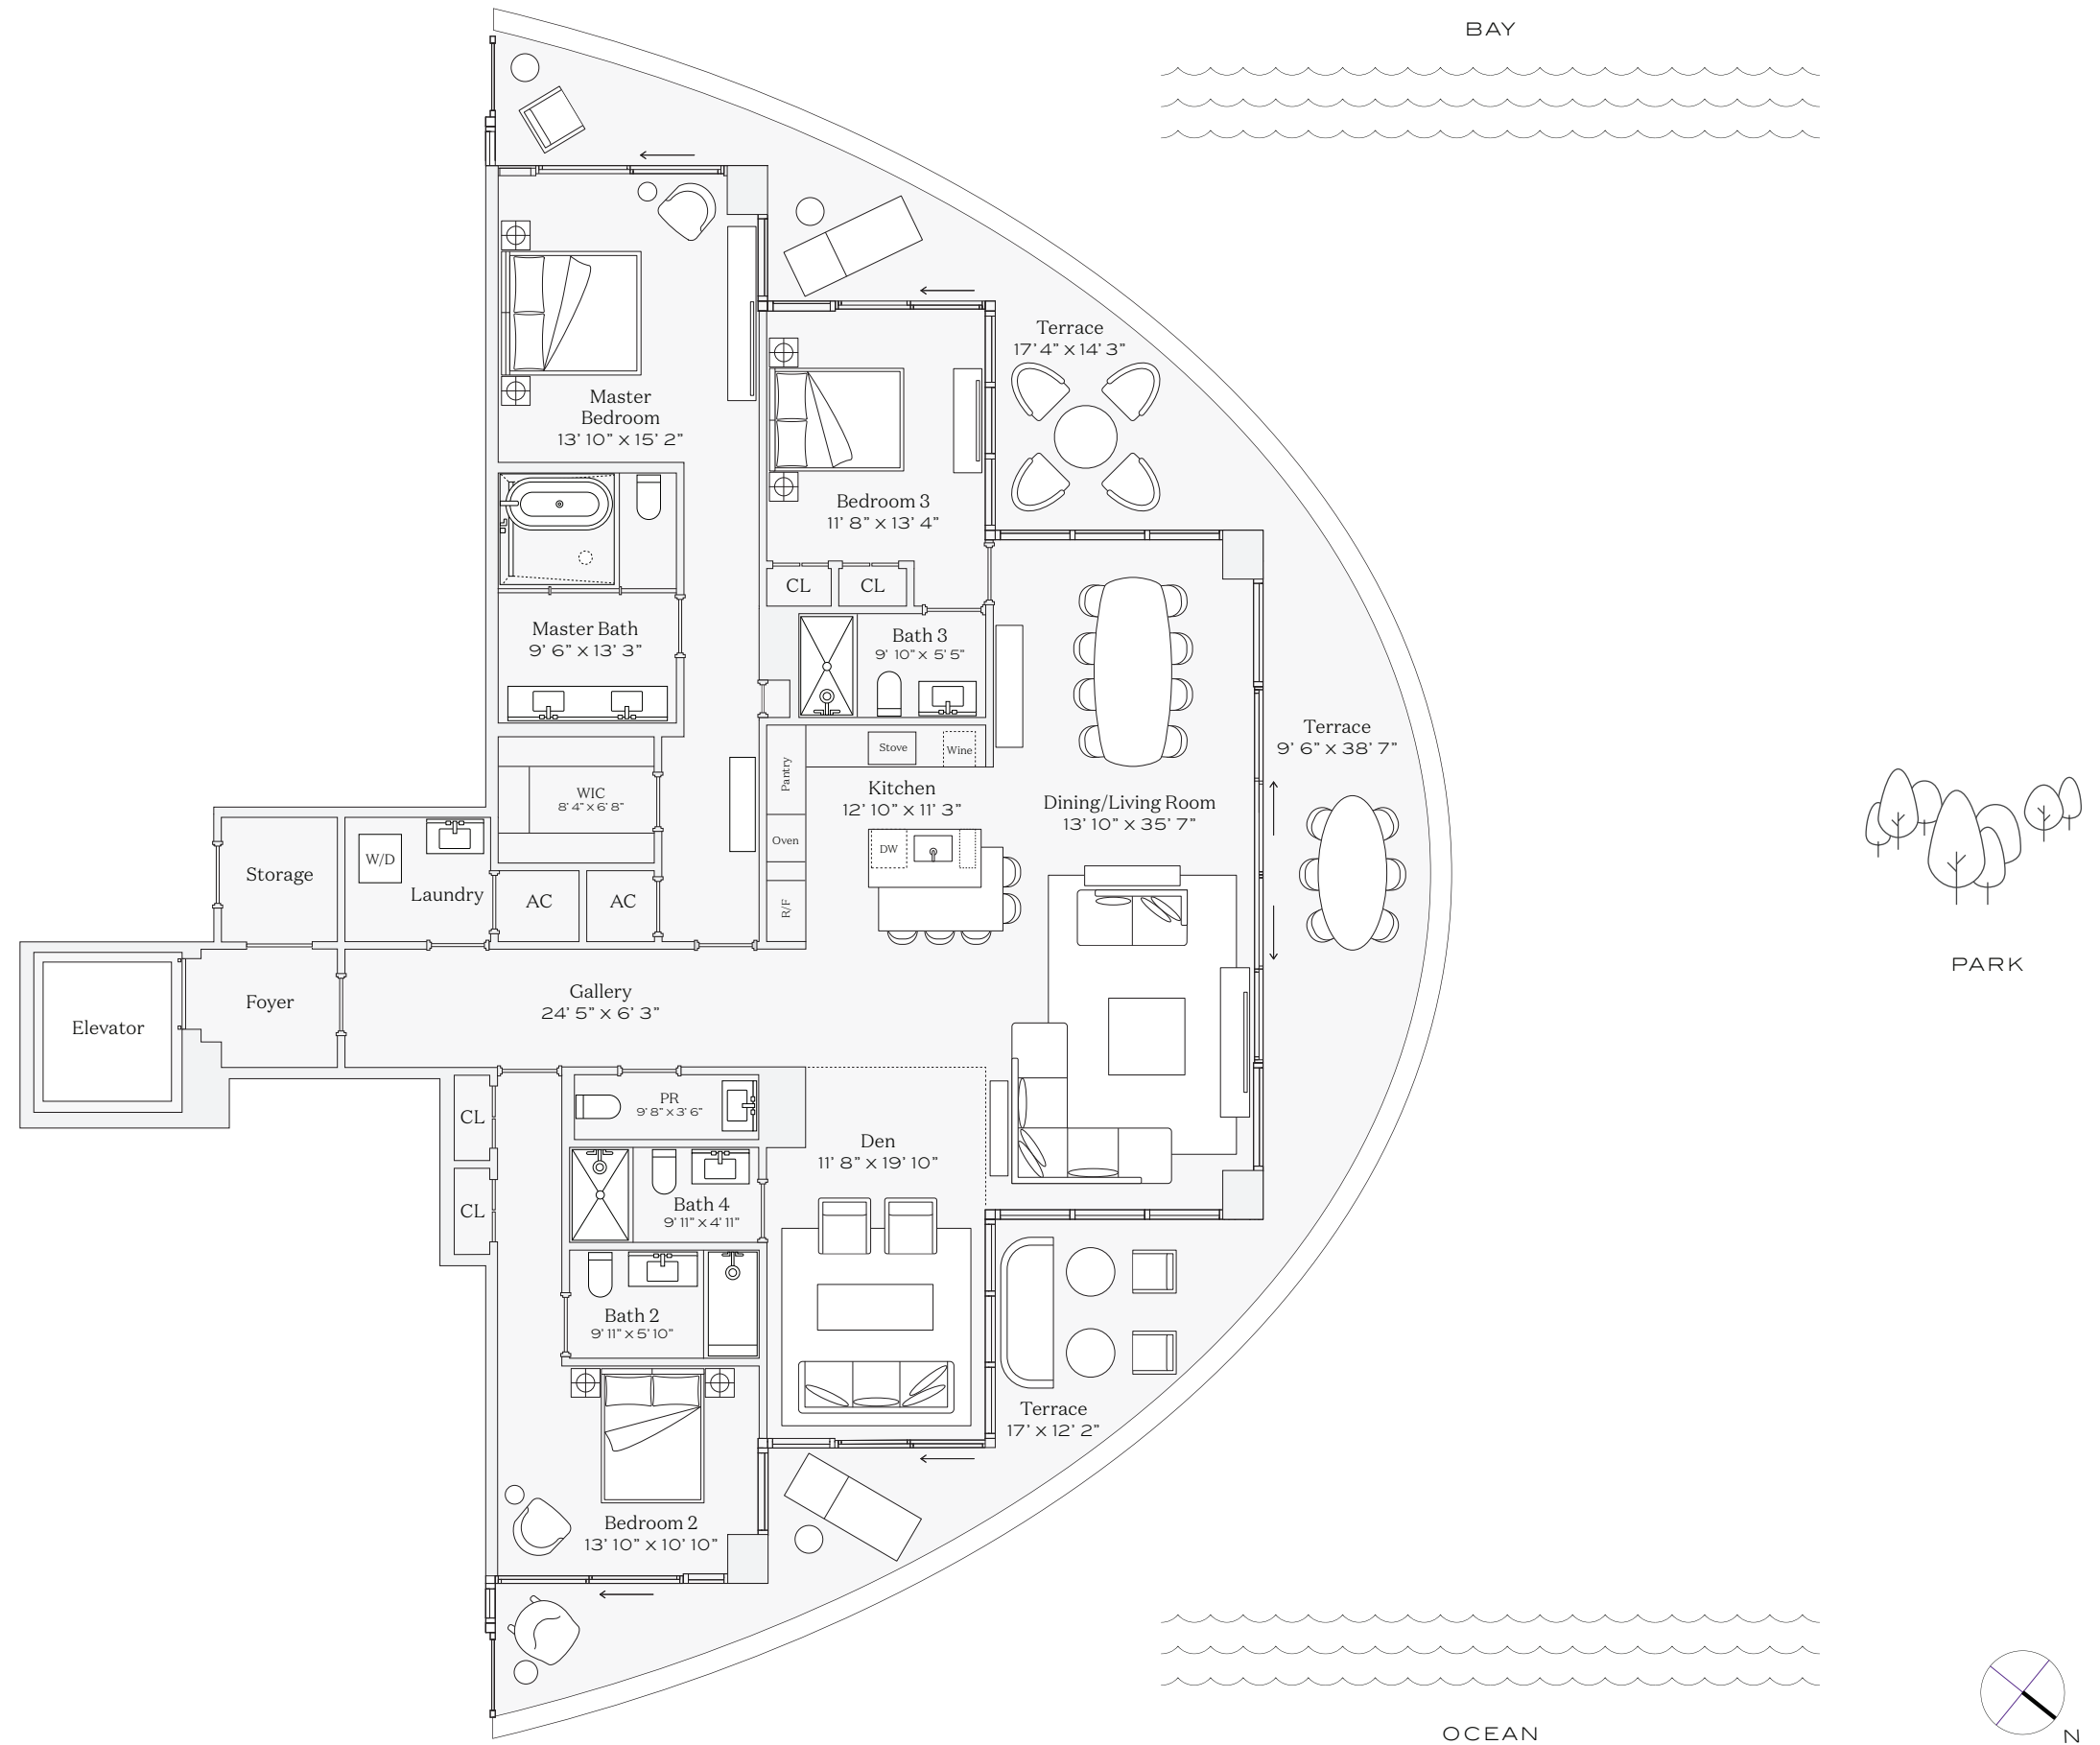 BAY
Terrace
17' 4” x 14' 3”
Master
Bedroom
13' 10” x 15' 2”
Bedroom 3
11' 8” x 13' 4”
CL
CL
Master Bath
9' 6” x 13' 3”
Bath 3
9' 10” x 5' 5”
Terrace
9' 6” x 38' 7”
Stove
Wine
Pantry
Kitchen
12' 10” x 11' 3”
WIC
8' 4” x 6' 8”
Dining/Living Room
13' 10” x 35' 7”
Oven
DW
W/D
Storage
Laundry
AC
AC
R/F
PARK
Gallery
24' 5” x 6' 3”
Foyer
Elevator
CL
PR
9' 8” x 3' 6”
Den
11' 8” x 19' 10”
CL
Bath 4
9' 11” x 4' 11”
Bath 2
9' 11” x 5' 10”
Terrace
17' x 12' 2”
Bedroom 2
13' 10” x 10' 10”
OCEAN
N